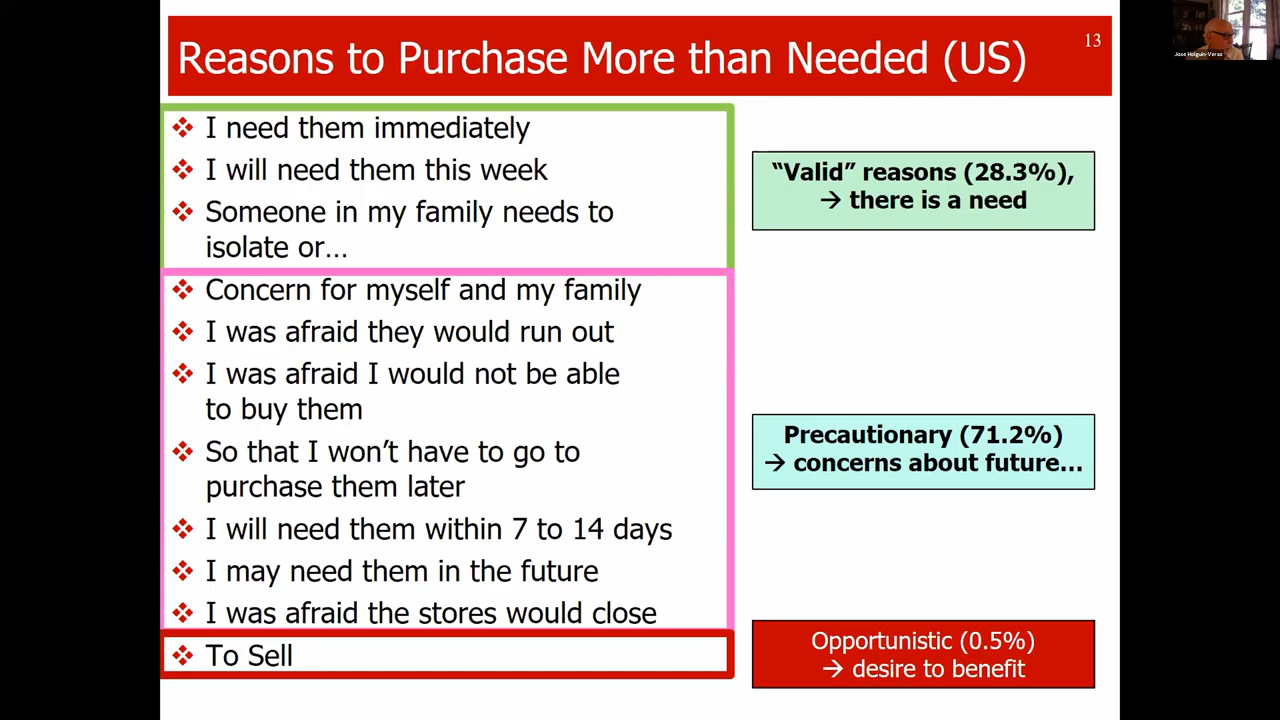 Reasons to Purchase More than Needed (US)
13
Jose Holguin-Veras
❖ I need them immediately
❖ I will need them this week
❖ Someone in my family needs to
isolate or…
“Valid” reasons (28.3%),
→ there is a need
❖ Concern for myself and my family
❖ I was afraid they would run out
❖ I was afraid I would not be able
to buy them
❖ So that I won’t have to go to
purchase them later
❖ I will need them within 7 to 14 days
❖ I may need them in the future
❖ I was afraid the stores would close
Precautionary (71.2%)
→ concerns about future…
❖ To Sell
Opportunistic (0.5%)
→ desire to benefit